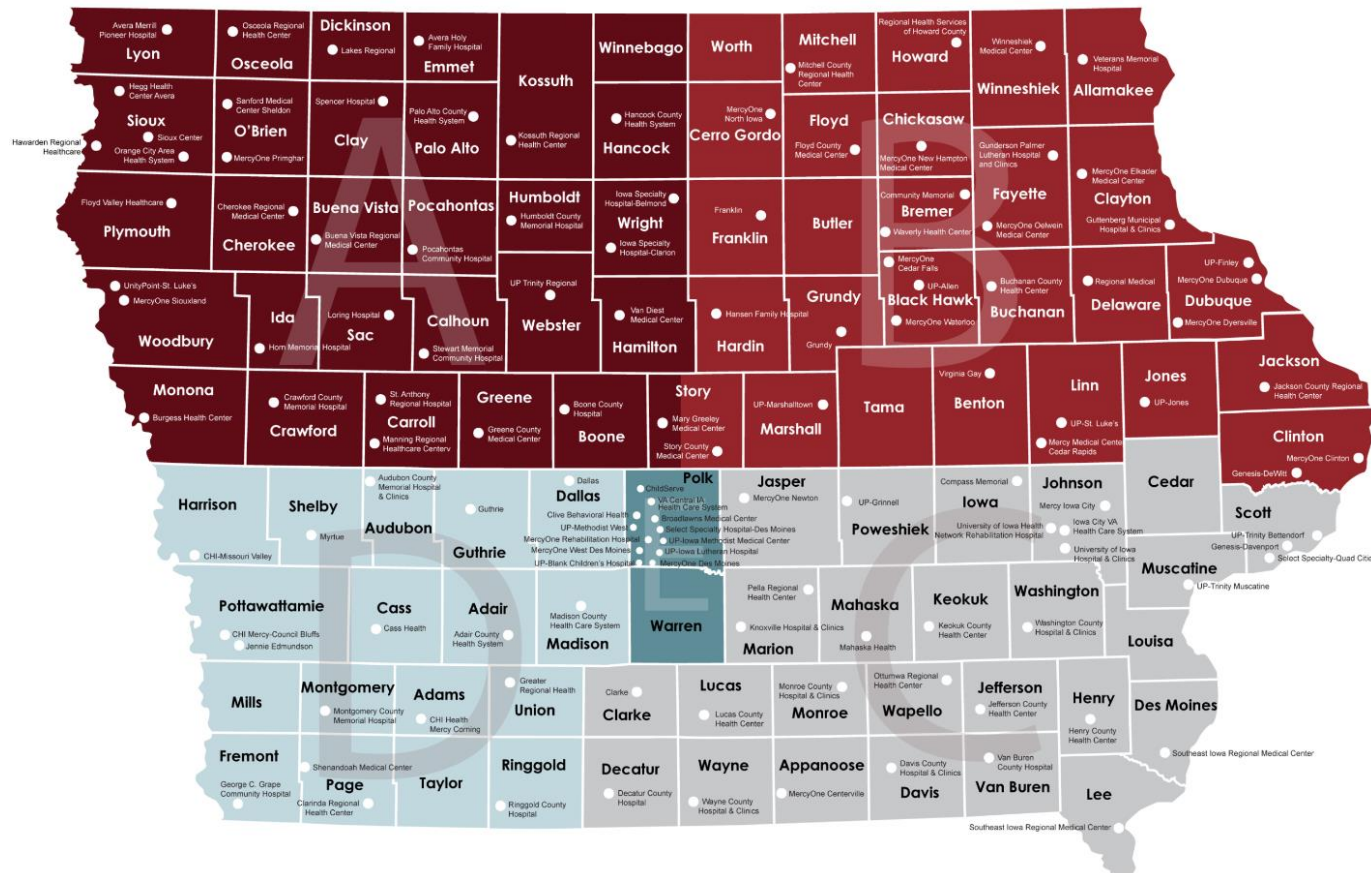 Avera Merrill
Pioneer Hospital
Lyon
Osceola Regional
Health Center
Osceola
Dickinson
Lakes Regional
Avera Holy
Family Hospital
Emmet
Kossuth
Kossuth Regional
Health Center
Winnebago
Worth
Mitchell
Mitchell County
Regional Health
Center
Regional Health Services
of Howard County
Howard
Winneshiek
Medical Center
Winneshiek
Veterans Memorial
Hospital
Allamakee
Hegg Health
Center Avera
Sioux
Sioux Center
Hawarden Regional
Healthcare
Orange City Area
Health System
Sanford Medical
Center Sheldon
O'Brien
MercyOne Primghar
Spencer Hospital
Clay
Palo Alto County
Health System
Palo Alto
Hancock County
Health System
Hancock
MercyOne
North Iowa
Cerro Gordo
Floyd
Floyd County
Medical Center
Chickasaw
MercyOne New Hampton
Medical Center
Gunderson Palmer
Lutheran Hospital
and Clinics
Fayette
MercyOne Oelwein
Medical Center
MercyOne Elkader
Medical Center
Clayton
Guttenberg Municipal
Hospital & Clinics
A
B
Floyd Valley Healthcare
Plymouth
Cherokee Regional
Medical Center
Cherokee
Buena Vista
Buena Vista Regional
Medical Center
Pocahontas
Pocahontas
Community Hospital
Humboldt
Humboldt County
Memorial Hospital
Iowa Specialty
Hospital-Belmond
Wright
Iowa Specialty
Hospital-Clarion
Franklin
Franklin
Butler
Community Memorial
Bremer
Waverly Health Center
UnityPoint-St. Luke's
MercyOne Siouxland
Woodbury
Ida
Horn Memorial Hospital
Loring Hospital
Sac
Calhoun
Stewart Memorial
Community Hospital
UP Trinity Regional
Webster
Van Diest
Medical Center
Hamilton
Hansen Family Hospital
Hardin
Grundy
Grundy
MercyOne
Cedar Falls
UP-Allen
Black Hawk
MercyOne Waterloo
Buchanan County
Health Center
Buchanan
Regional Medical
Delaware
UP-Finley
MercyOne Dubuque
Dubuque
MercyOne Dyersville
Monona
Burgess Health Center
Crawford County
Memorial Hospital
Crawford
St. Anthony
Regional Hospital
Carroll
Manning Regional
Healthcare Centerv
Greene
Greene County
Medical Center
Boone County
Hospital
Boone
Story
Mary Greeley
Medical Center
Story County
Medical Center
UP-Marshalltown
Marshall
Tama
Virginia Gay
Benton
Linn
UP-St. Luke's
Mercy Medical Center
Cedar Rapids
Jones
UP-Jones
Jackson
Jackson County Regional
Health Center
Clinton
MercyOne Clinton
Genesis-DeWitt
Harrison
CHI-Missouri Valley
Shelby
Myrtue
Audubon County
Memorial Hospital
& Clinics
Audubon
Guthrie
Guthrie
Dallas
Dallas
Clive Behavioral Health
UP-Methodist West
MercyOne Rehabilitation Hospital
MercyOne West Des Moines
UP-Blank Children's Hospital
Polk
ChildServe
VA Central IA
Health Care System
Broadlawns Medical Center
Select Specialty Hospital-Des Moines
UP-Iowa Methodist Medical Center
UP-Iowa Lutheran Hospital
MercyOne Des Moines
Jasper
MercyOne Newton
UP-Grinnell
Poweshiek
Compass Memorial
Iowa
University of Iowa Health
Network Rehabilitation Hospital
Johnson
Mercy Iowa City
Iowa City VA
Health Care System
University of Iowa
Hospital & Clinics
Cedar
Scott
UP-Trinity Bettendorf
Genesis-Davenport
Select Specialty-Quad Citie
Muscatine
UP-Trinity Muscatine
D
E
C
Pottawattamie
CHI Mercy-Council Bluffs
Jennie Edmundson
Cass
Cass Health
Adair
Adair County
Health System
Madison County
Health Care System
Madison
Warren
Pella Regional
Health Center
Knoxville Hospital & Clinics
Marion
Mahaska
Mahaska Health
Keokuk
Keokuk County
Health Center
Washington
Washington County
Hospital & Clinics
Louisa
Mills
Montgomery
Montgomery County
Memorial Hospital
Adams
CHI Health
Mercy Corning
Greater
Regional Health
Union
Clarke
Clarke
Lucas
Lucas County
Health Center
Monroe County
Hospital & Clinics
Monroe
Ottumwa Regional
Health Center
Wapello
Jefferson
Jefferson County
Health Center
Henry
Henry County
Health Center
Des Moines
Southeast Iowa Regional Medical Center
Fremont
George C. Grape
Community Hospital
Shenandoah Medical Center
Page
Clarinda Regional
Health Center
Taylor
Ringgold
Ringgold County
Hospital
Decatur
Decatur County
Hospital
Wayne
Wayne County
Hospital & Clinics
Appanoose
MercyOne Centerville
Davis County
Hospital & Clinics
Davis
Van Buren
County Hospital
Van Buren
Lee
Southeast Iowa Regional Medical Center